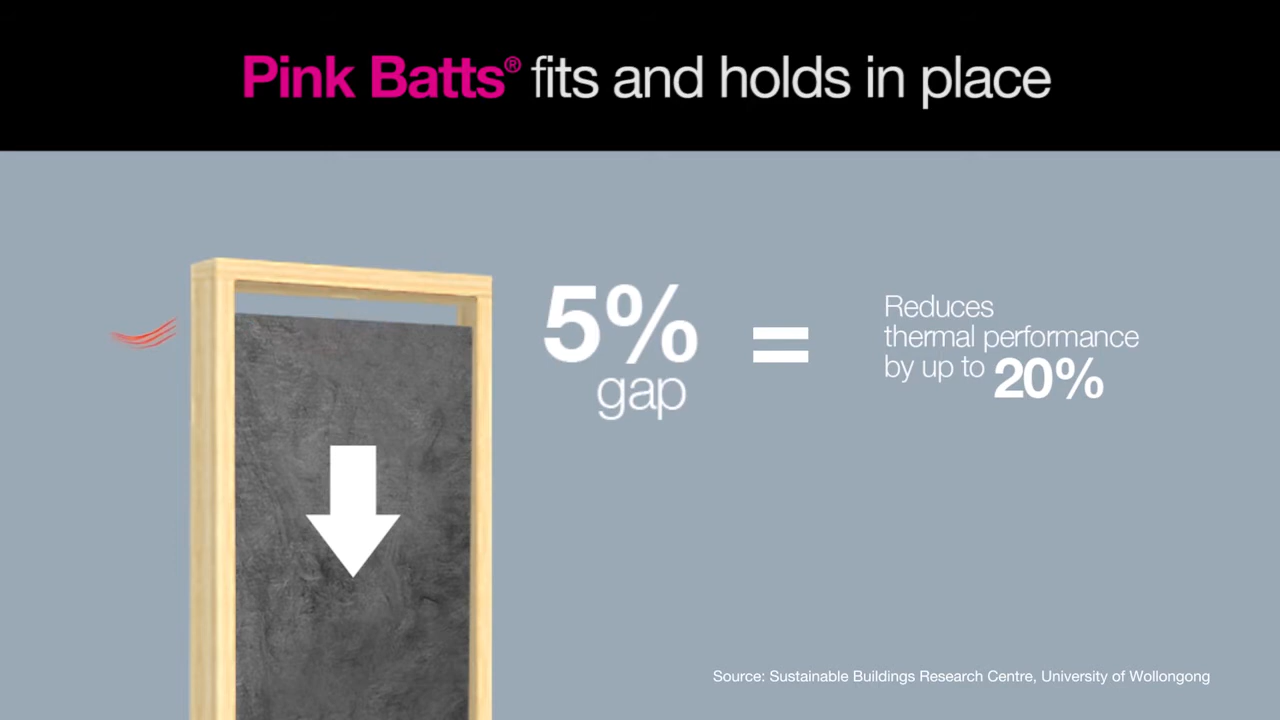 Pink Batts® fits and holds in place
5% =
gap
Reduces
thermal performance
by up to 20%
Source: Sustainable Buildings Research Centre, University of Wollongong